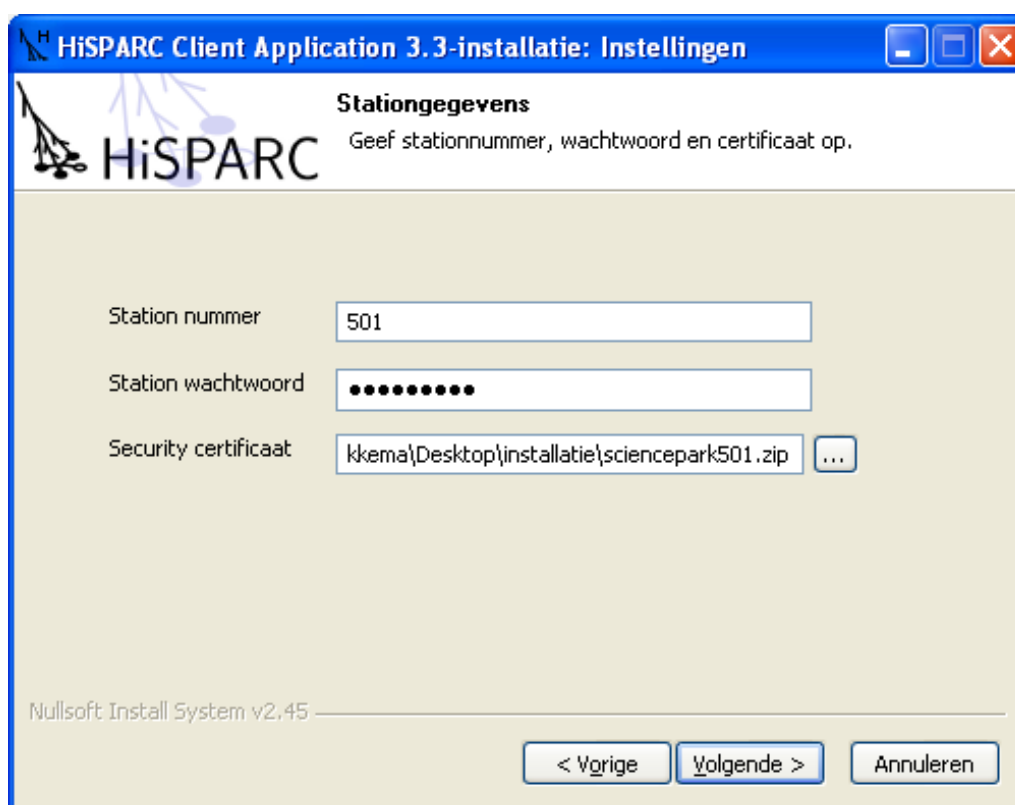 HiSPARC Client Application 3.3-installatie: Instellingen
HiSPARC
Stationgegevens
Geef stationnummer, wachtwoord en certificaat op.
Station nummer
501
Station wachtwoord
●●●●●●●●●
Security certificaat
kkema\Desktop\installatie\sciencepark501.zip
...
Nullsoft Install System v2.45
< Vorige
Volgende >
Annuleren